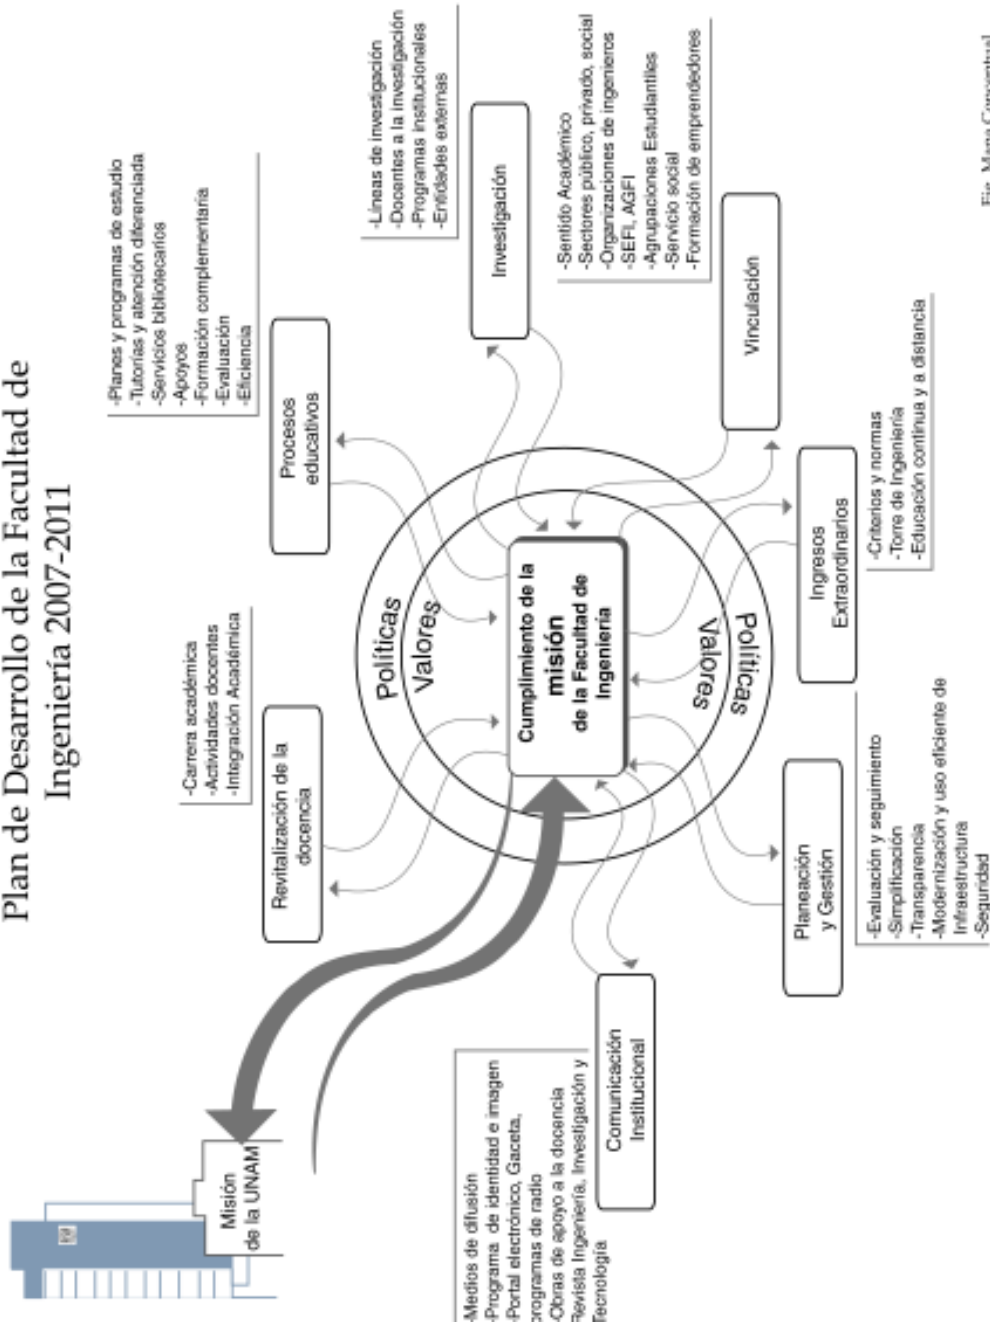 Plan de Desarrollo de la Facultad de
Ingeniería 2007-2011
Misión
de la UNAM
Revitalización de la
docencia
-Carrera académica
-Actividades docentes
-Integración Académica
Procesos
educativos
-Planes y programas de estudio
-Tutorías y atención diferenciada
-Servicios bibliotecarios
-Apoyos
-Formación complementaria
-Evaluación
-Eficiencia
Investigación
-Líneas de investigación
-Docentes a la investigación
-Programas institucionales
-Entidades externas
Vinculación
-Sentido Académico
-Sectores público, privado, social
-Organizaciones de ingenieros
-SEFI, AGFI
-Agrupaciones Estudiantiles
-Servicio social
-Formación de emprendedores
Políticas
Valores
Cumplimiento de la
misión
de la Facultad de
Ingeniería
Valores
Políticas
Comunicación
Institucional
-Medios de difusión
-Programa de identidad e imagen
-Portal electrónico, Gaceta,
programas de radio
-Obras de apoyo a la docencia
Revista Ingeniería, Investigación y
Tecnología
Planeación
y Gestión
-Evaluación y seguimiento
-Simplificación
-Transparencia
-Modernización y uso eficiente de
Infraestructura
-Seguridad
Ingresos
Extraordinarios
-Criterios y normas
-Torre de Ingeniería
-Educación continua y a distancia
Fig. Mapa Conceptual